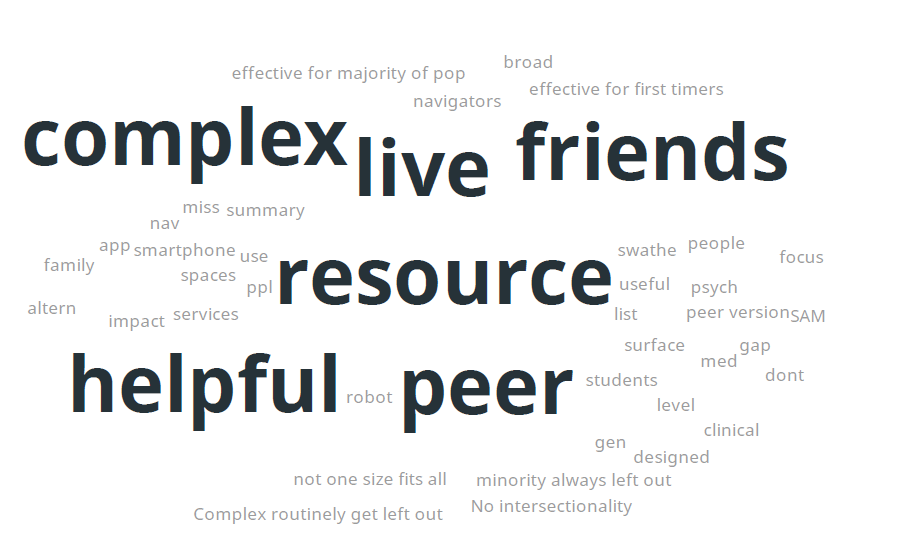 broad
effective for majority of pop
effective for first timers
navigators
complex
live
friends
miss
summary
nav
app
smartphone
use
swathe
people
focus
family
spaces
ppl
resource
useful
psych
altern
impact
services
list
peer version
SAM
surface
gap
med
dont
helpful
robot
peer
students
level
clinical
gen
designed
not one size fits all
minority always left out
No intersectionality
Complex routinely get left out